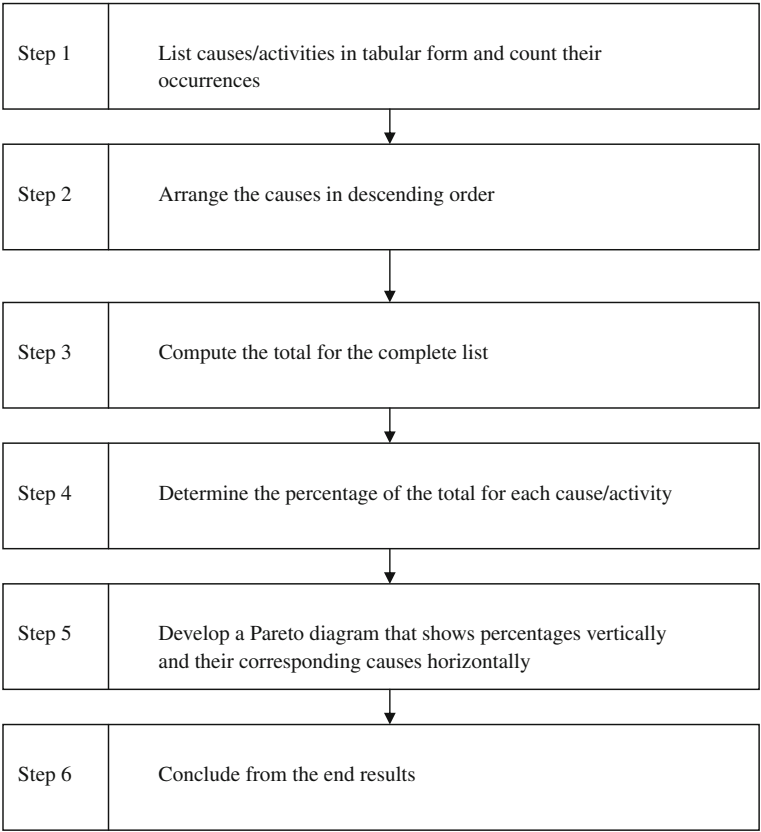 Step 1
List causes/activities in tabular form and count their
occurrences
Step 2
Arrange the causes in descending order
Step 3
Compute the total for the complete list
Step 4
Determine the percentage of the total for each cause/activity
Step 5
Develop a Pareto diagram that shows percentages vertically
and their corresponding causes horizontally
Step 6
Conclude from the end results